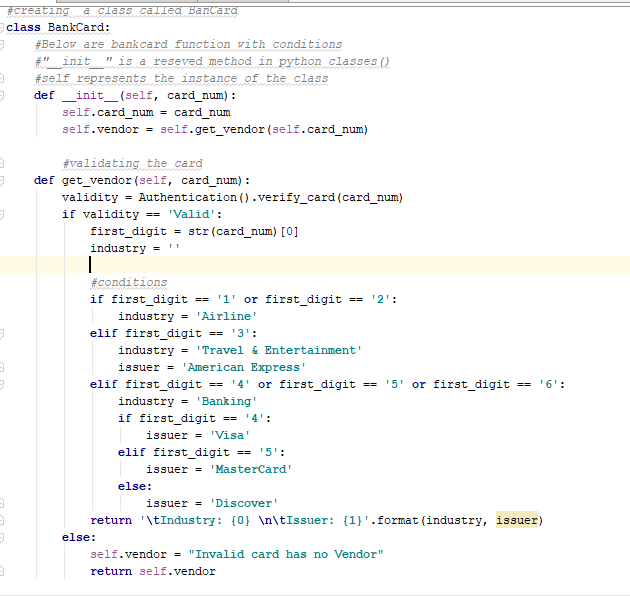 #creating  a class called BanCard
class BankCard:
    #Below are bankcard function with conditions
    #"__init__" is a reseved method in python classes()
    #self represents the instance of the class
    def __init__(self, card_num):
        self.card_num = card_num
        self.vendor = self.get_vendor(self.card_num)

        #validating the card
    def get_vendor(self, card_num):
        validity = Authentication().verify_card(card_num)
        if validity == 'Valid':
            first_digit = str(card_num)[0]
            industry = ''

            #conditions
            if first_digit == '1' or first_digit == '2':
                industry = 'Airline'
            elif first_digit == '3':
                industry = 'Travel & Entertainment'
                issuer = 'American Express'
            elif first_digit == '4' or first_digit == '5' or first_digit == '6':
                industry = 'Banking'
                if first_digit == '4':
                    issuer = 'Visa'
                elif first_digit == '5':
                    issuer = 'MasterCard'
                else:
                    issuer = 'Discover'
            return '\tIndustry: {0} \n\tIssuer: {1}'.format(industry, issuer)
        else:
            self.vendor = "Invalid card has no Vendor"
            return self.vendor